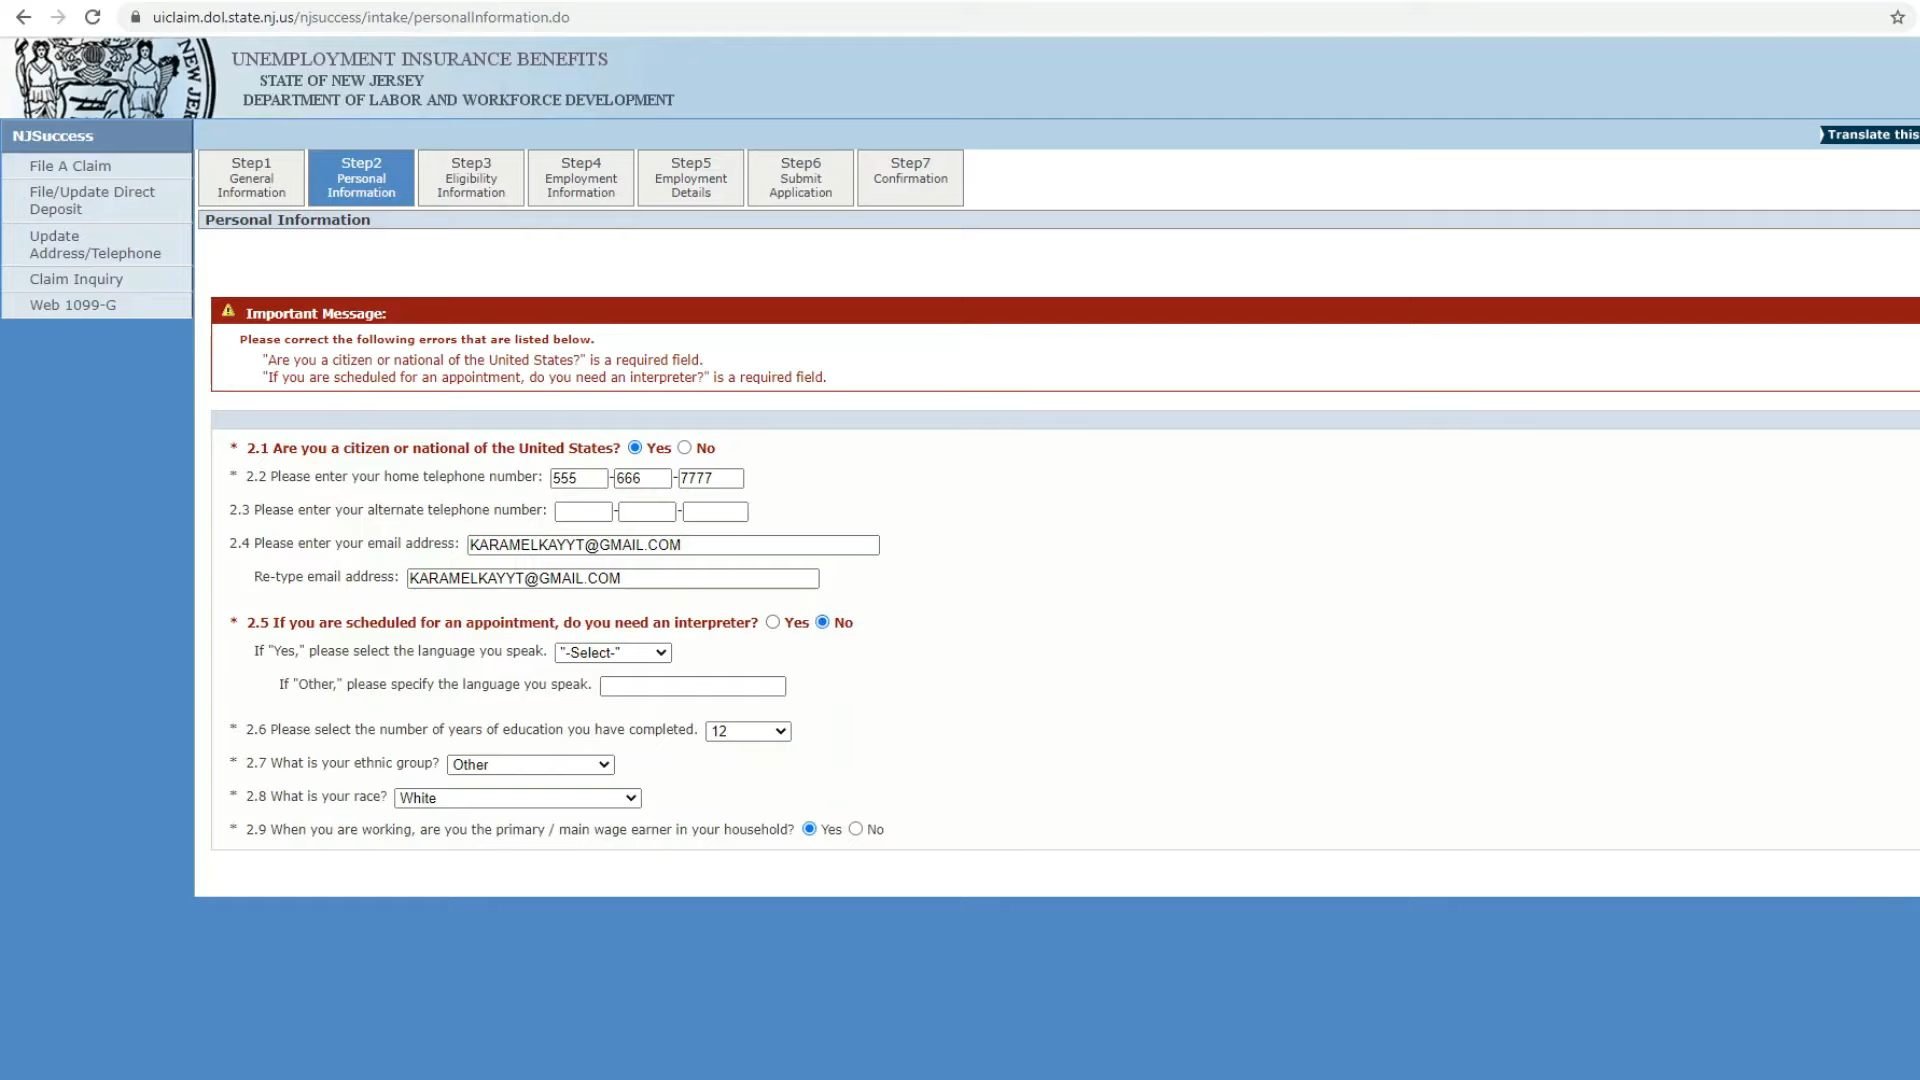 uiclaim.dol.state.nj.us/njsuccess/intake/personalInformation.do
NEW JER
UNEMPLOYMENT INSURANCE BENEFITS
STATE OF NEW JERSEY
DEPARTMENT OF LABOR AND WORKFORCE DEVELOPMENT
NJSuccess
Translate this
File A Claim
File/Update Direct
Deposit
Update
Address/Telephone
Claim Inquiry
Web 1099-G
Step1
General
Information
Step2
Personal
Information
Step3
Eligibility
Information
Step4
Employment
Information
Step5
Employment
Details
Step6
Submit
Application
Step7
Confirmation
Personal Information
Important Message:
Please correct the following errors that are listed below.
"Are you a citizen or national of the United States?" is a required field.
"If you are scheduled for an appointment, do you need an interpreter?" is a required field.
* 2.1 Are you a citizen or national of the United States? Yes No
* 2.2 Please enter your home telephone number: 555 - 666 - 7777
2.3 Please enter your alternate telephone number: - -
2.4 Please enter your email address: KARAMELKAYYT@GMAIL.COM
Re-type email address: KARAMELKAYYT@GMAIL.COM
* 2.5 If you are scheduled for an appointment, do you need an interpreter? Yes No
If "Yes," please select the language you speak. "-Select-"
If "Other," please specify the language you speak.
* 2.6 Please select the number of years of education you have completed. 12
* 2.7 What is your ethnic group? Other
* 2.8 What is your race? White
* 2.9 When you are working, are you the primary / main wage earner in your household? Yes No